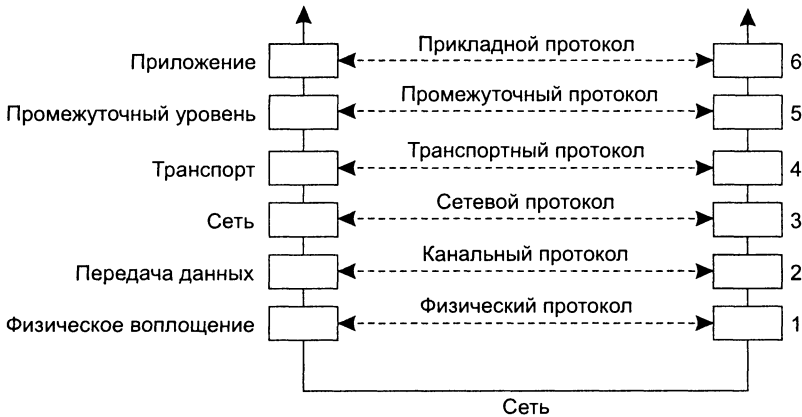 Приложение Прикладной протокол 6
Промежуточный уровень Промежуточный протокол 5
Транспорт Транспортный протокол 4
Сеть Сетевой протокол 3
Передача данных Канальный протокол 2
Физическое воплощение Физический протокол 1
Сеть